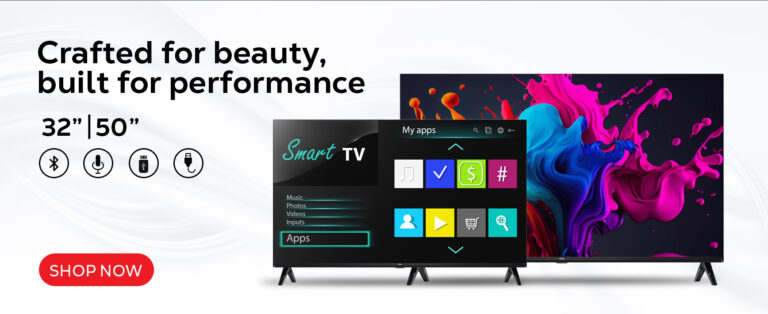 Crafted for beauty,
built for performance
32”|50”
SHOP NOW
Smart TV
Music
Photos
Videos
Inputs
Apps
My apps
$
#